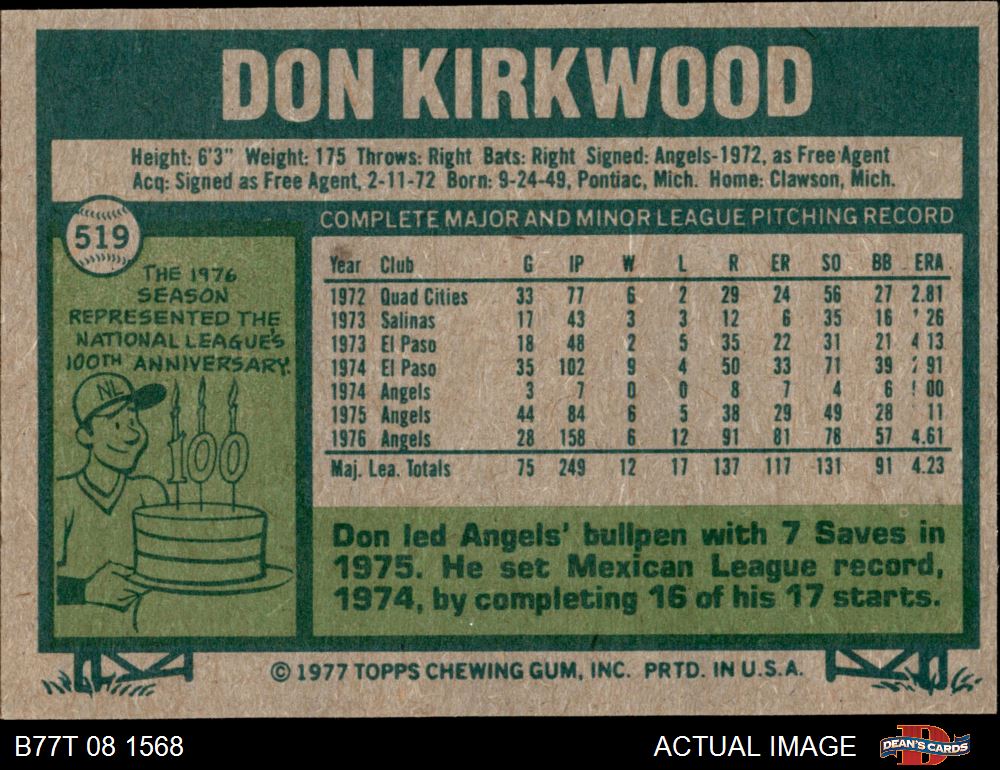 DON KIRKWOOD
Height: 6'3" Weight: 175 Throws: Right Bats: Right Signed: Angels-1972, as Free Agent
Acq: Signed as Free Agent, 2-11-72 Born: 9-24-49, Pontiac, Mich. Home: Clawson, Mich.
519
THE 1976
SEASON
REPRESENTED THE
NATIONAL LEAGUE'S
100TH ANNIVERSARY.
NL
100
COMPLETE MAJOR AND MINOR LEAGUE PITCHING RECORD
Year Club G IP W L R ER SO BB ERA
1972 Quad Cities 33 77 6 2 29 24 56 27 2.81
1973 Salinas 17 43 3 3 12 6 35 16 26
1973 El Paso 18 48 2 5 35 22 31 21 4 13
1974 El Paso 35 102 9 4 50 33 71 39 91
1974 Angels 3 7 0 0 8 7 4 6 00
1975 Angels 44 84 6 5 38 29 49 28 11
1976 Angels 28 158 6 12 91 81 78 57 4.61
Maj. Lea. Totals 75 249 12 17 137 117 131 91 4.23
Don led Angels' bullpen with 7 Saves in
1975. He set Mexican League record,
1974, by completing 16 of his 17 starts.
© 1977 TOPPS CHEWING GUM, INC. PRTD. IN U.S.A.
B77T 08 1568
ACTUAL IMAGE
D
DEAN'S CARDS